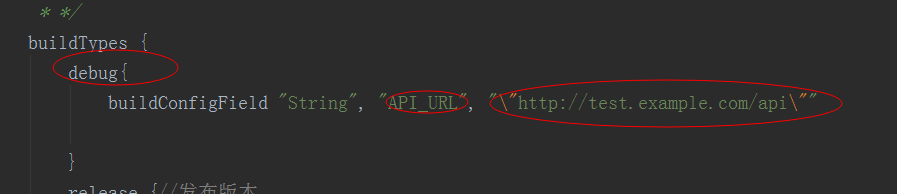 * */
buildTypes {
debug{
buildConfigField "String", "API_URL", "\"http://test.example.com/api\""
}
release {//发布版本